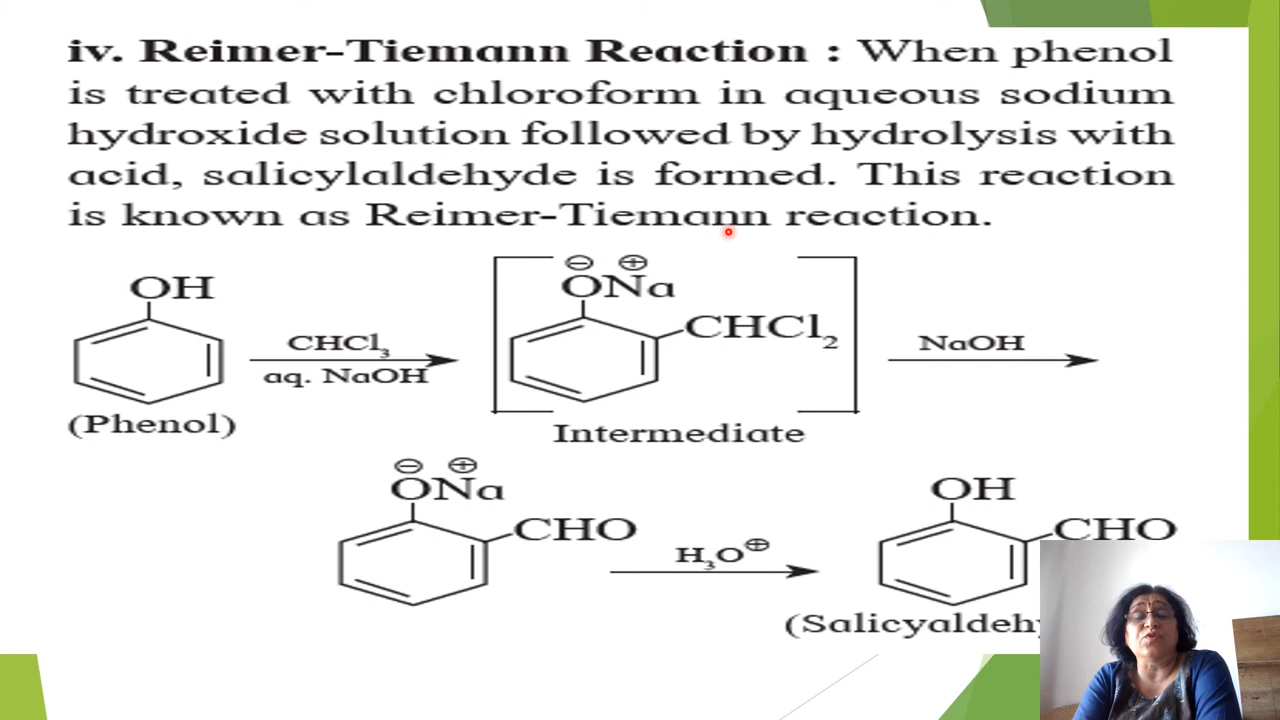 iv. Reimer-Tiemann Reaction : When phenol
is treated with chloroform in aqueous sodium
hydroxide solution followed by hydrolysis with
acid, salicylaldehyde is formed. This reaction
is known as Reimer-Tiemann reaction.
OH
CHCl₃
aq. NaOH
(Phenol)
⊖ ⊕
ONa
CHCl₂
Intermediate
NaOH
⊖ ⊕
ONa
CHO
H₃O⊕
OH
CHO